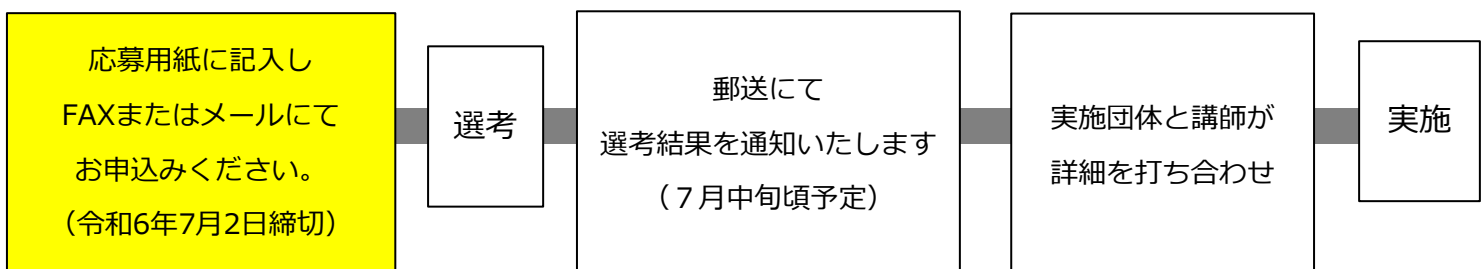 応募用紙に記入し
FAXまたはメールにて
お申込みください。
（令和6年7月2日締切）
選考
郵送にて
選考結果を通知いたします
（７月中旬頃予定）
実施団体と講師が
詳細を打ち合わせ
実施